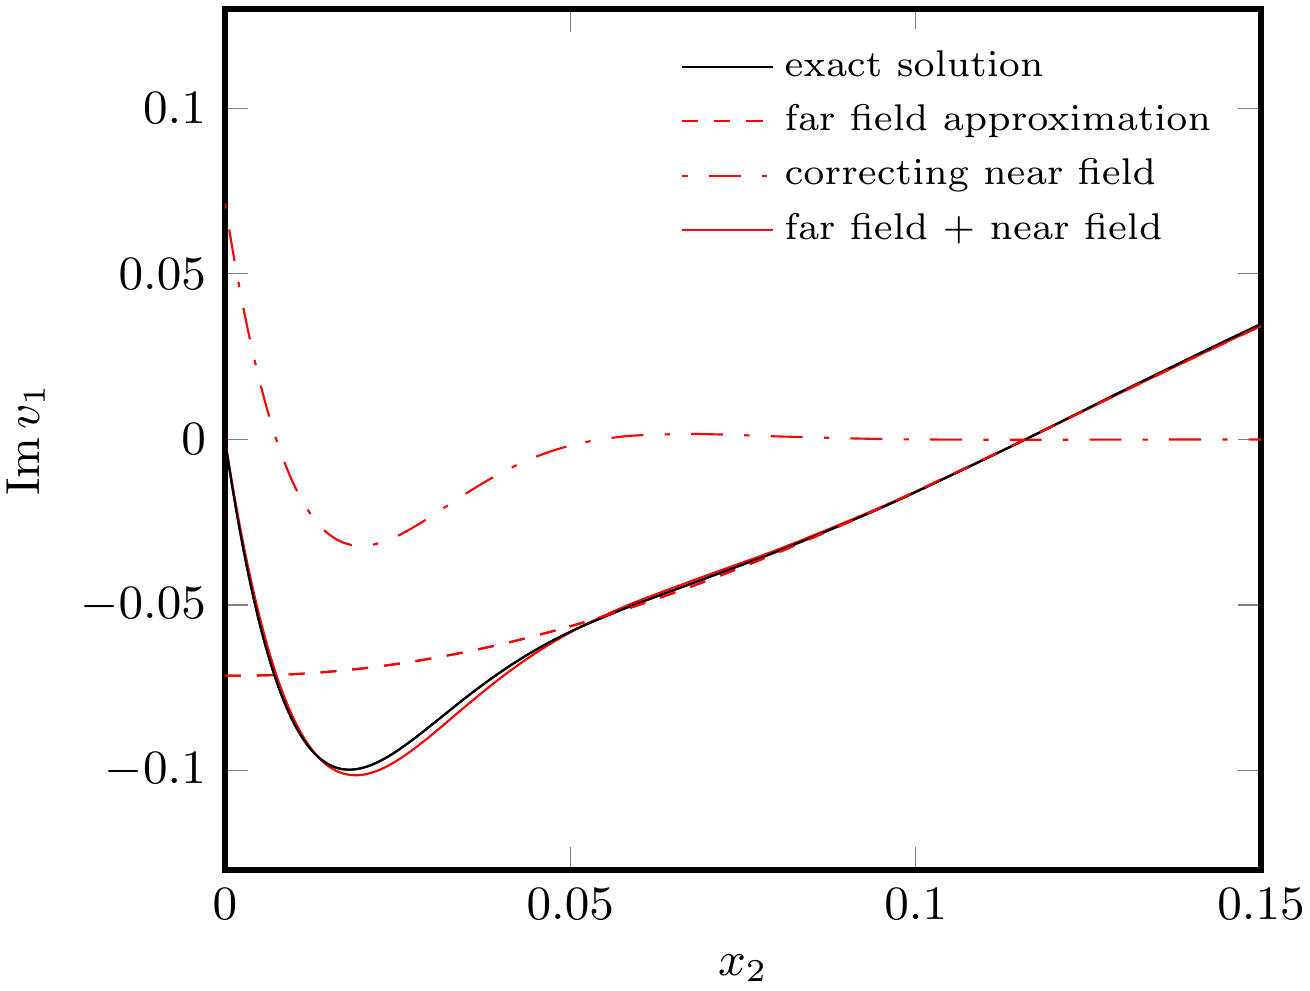 exact solution
far field approximation
correcting near field
far field + near field
0.1
0.05
0
−0.05
−0.1
Im v₁
0 0.05 0.1 0.15
x₂